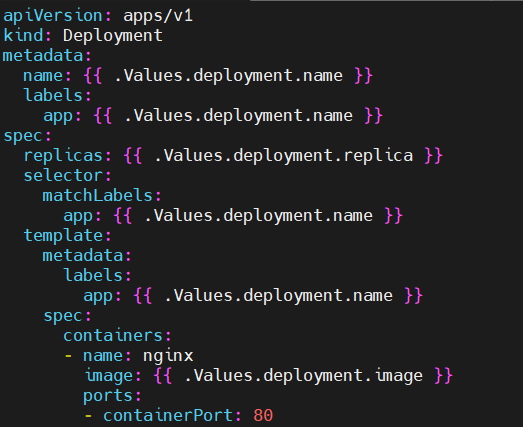 apiVersion: apps/v1
kind: Deployment
metadata:
  name: {{ .Values.deployment.name }}
  labels:
    app: {{ .Values.deployment.name }}
spec:
  replicas: {{ .Values.deployment.replica }}
  selector:
    matchLabels:
      app: {{ .Values.deployment.name }}
  template:
    metadata:
      labels:
        app: {{ .Values.deployment.name }}
    spec:
      containers:
      - name: nginx
        image: {{ .Values.deployment.image }}
        ports:
        - containerPort: 80